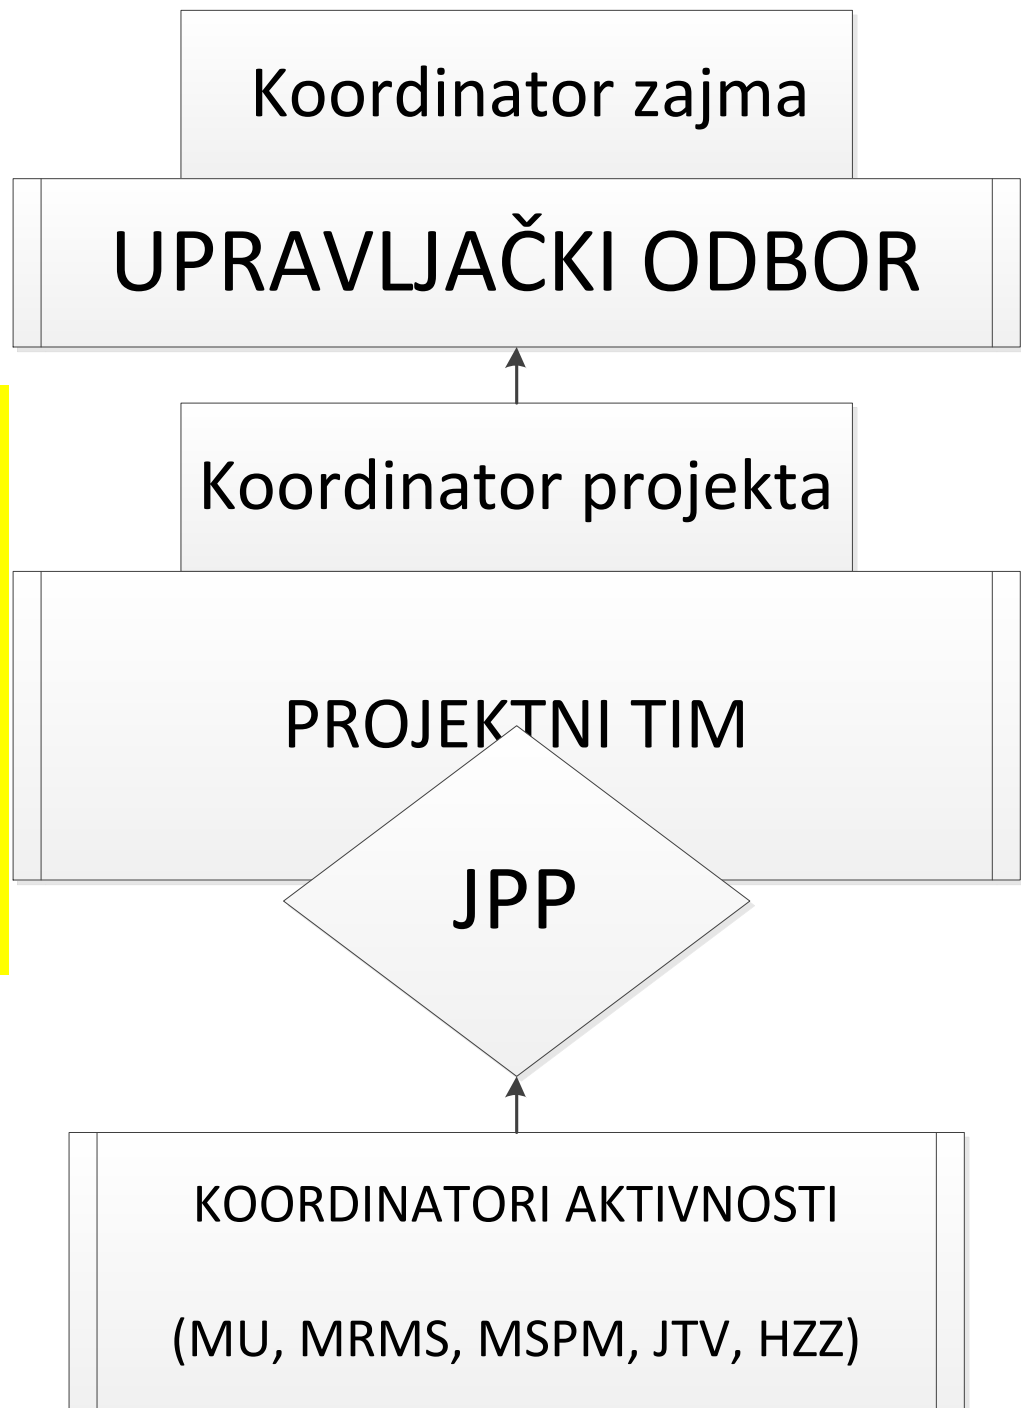 Koordinator zajma
UPRAVLJAČKI ODBOR
Koordinator projekta
PROJEKTNI TIM
JPP
KOORDINATORI AKTIVNOSTI
(MU, MRMS, MSPM, JTV, HZZ)